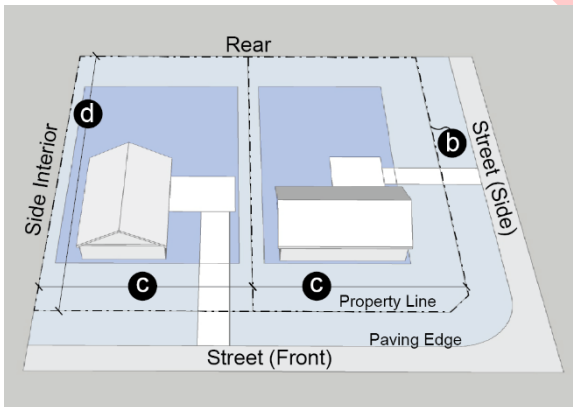 Rear
d
b
Side Interior
Street (Side)
c
c
Property Line
Paving Edge
Street (Front)